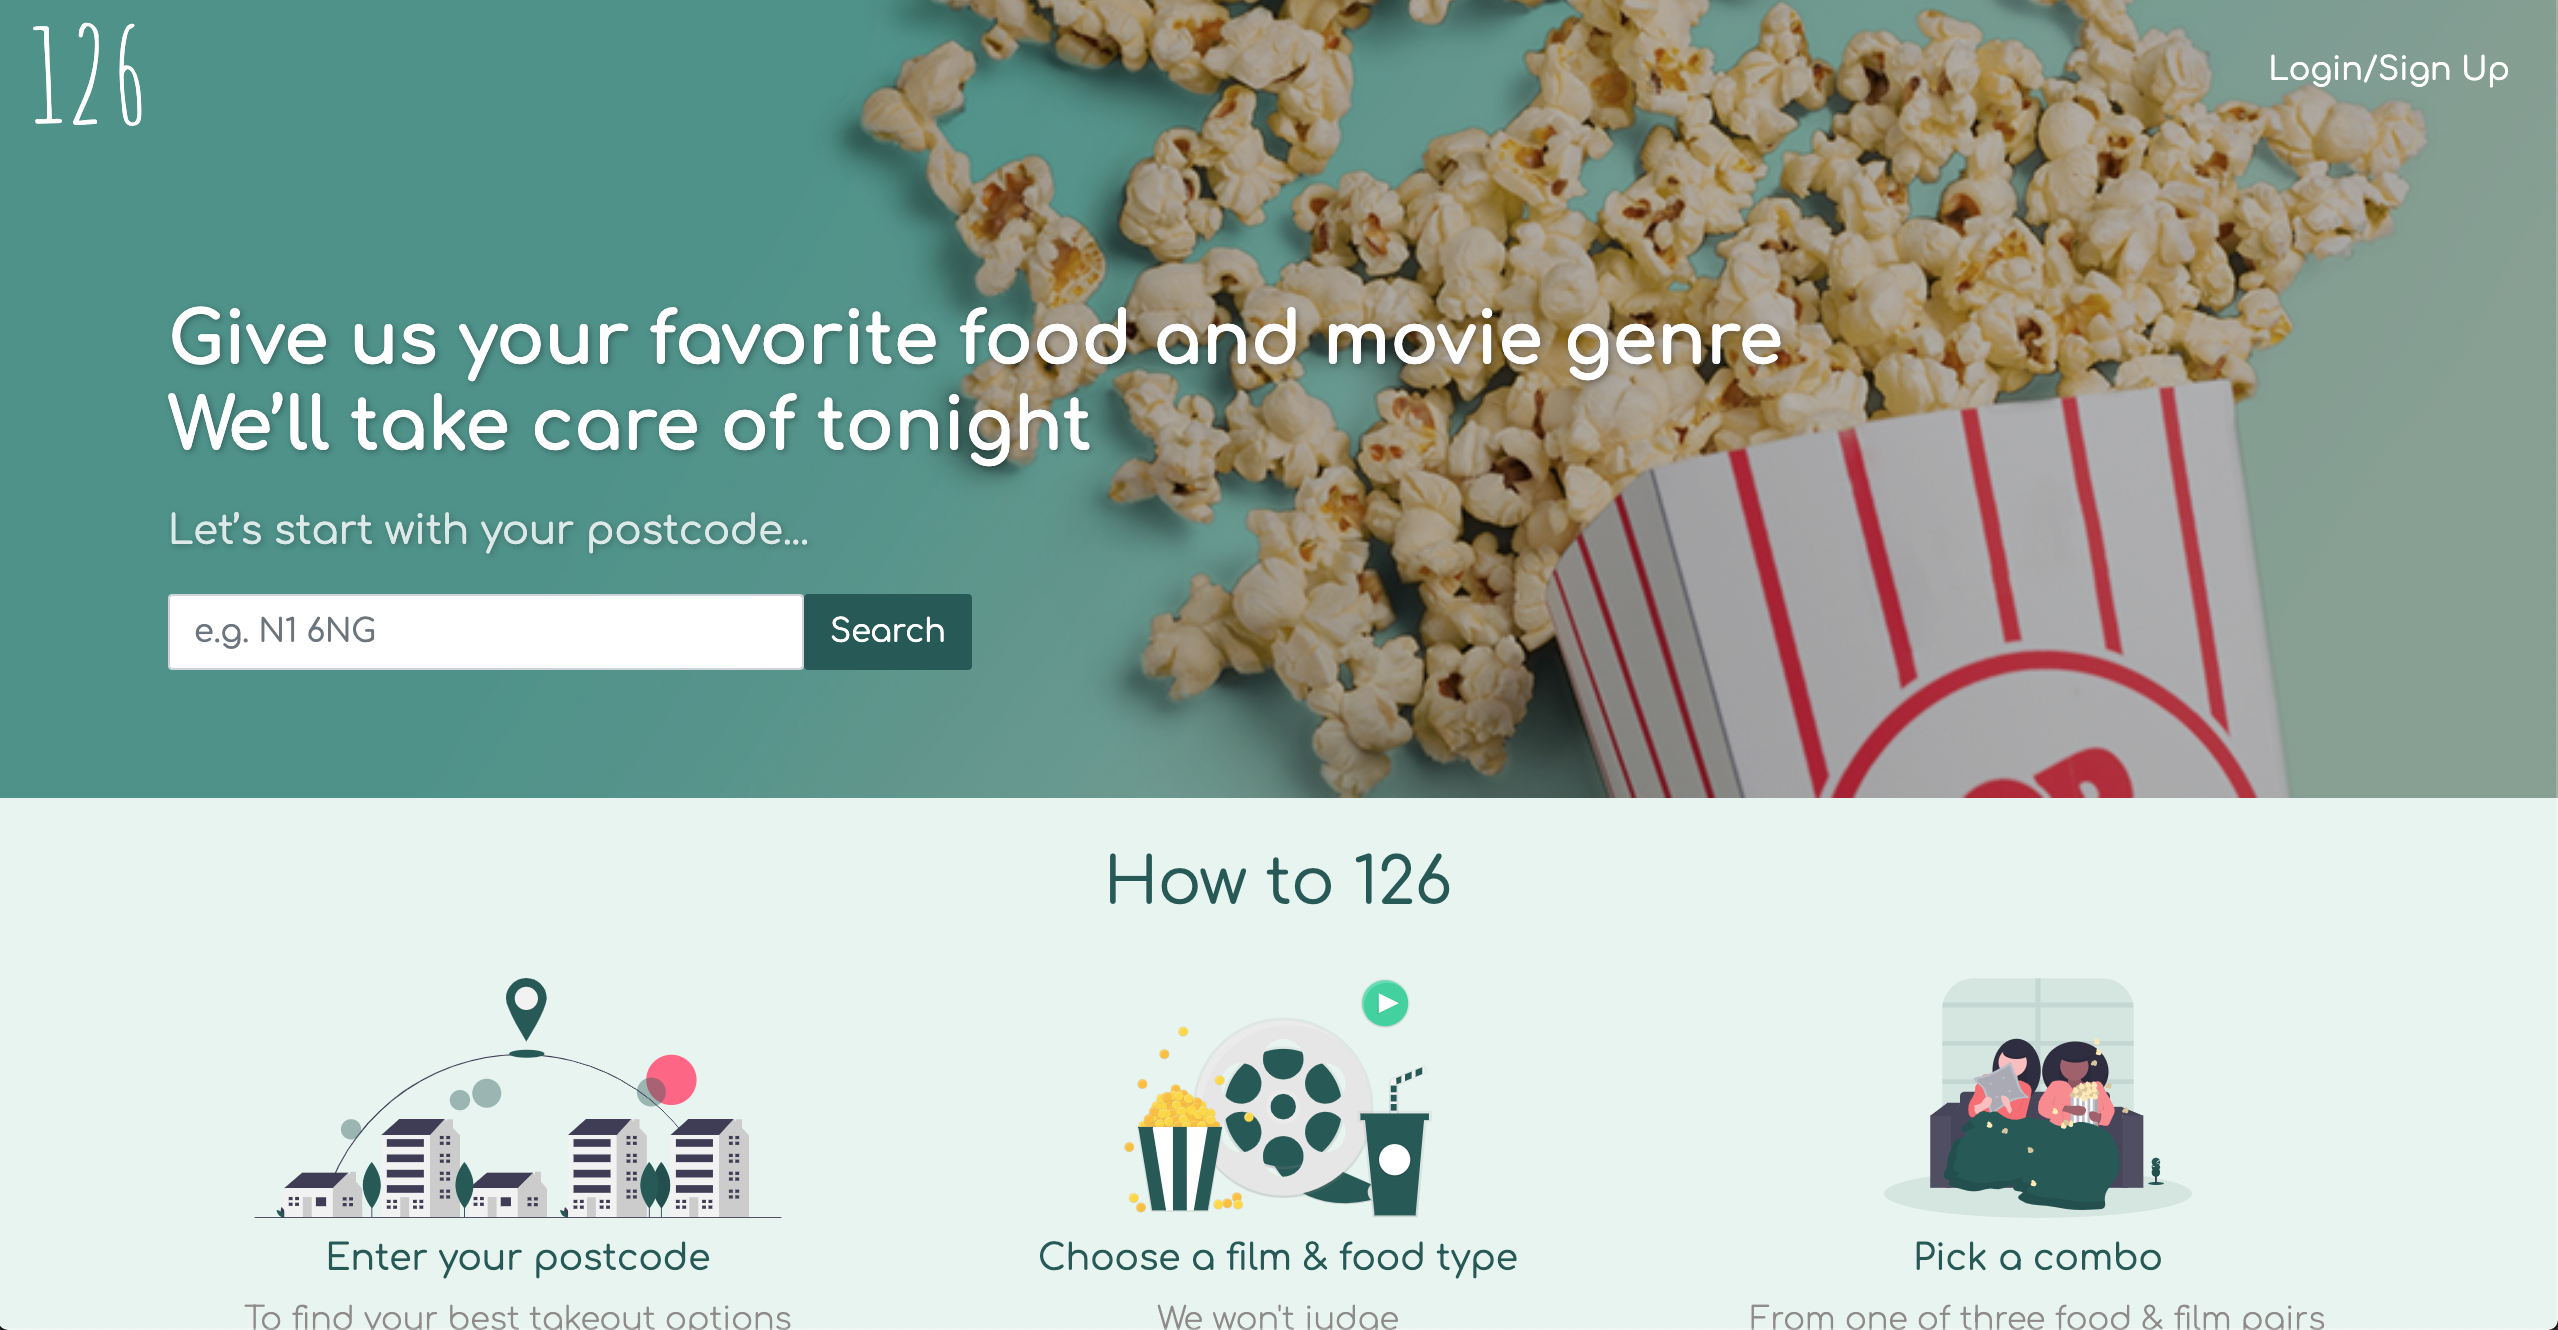 126
Login/Sign Up
Give us your favorite food and movie genre
We'll take care of tonight
Let's start with your postcode...
e.g. N1 6NG
Search
How to 126
Enter your postcode
Choose a film & food type
Pick a combo
To find your best takeout options
We won't judge
From one of three food & film pairs